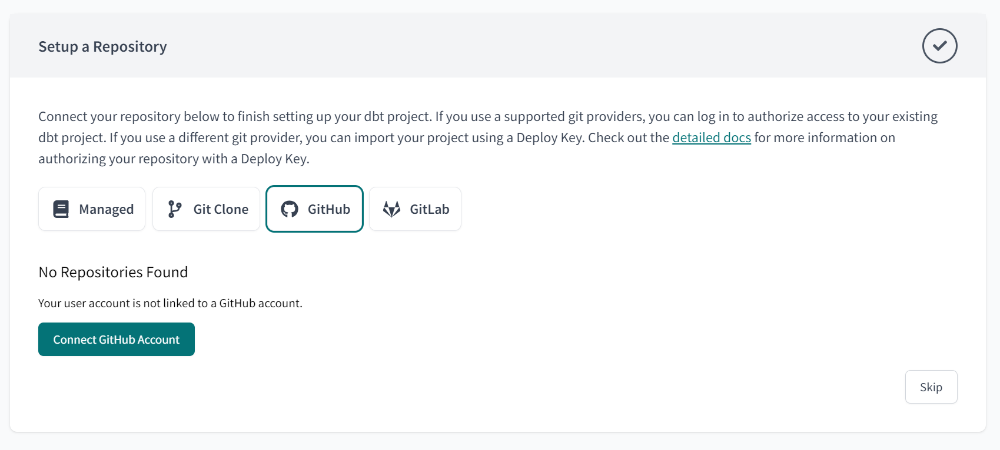 Setup a Repository
Connect your repository below to finish setting up your dbt project. If you use a supported git providers, you can log in to authorize access to your existing
dbt project. If you use a different git provider, you can import your project using a Deploy Key. Check out the detailed docs for more information on
authorizing your repository with a Deploy Key.
Managed Git Clone GitHub GitLab
No Repositories Found
Your user account is not linked to a GitHub account.
Connect GitHub Account
Skip